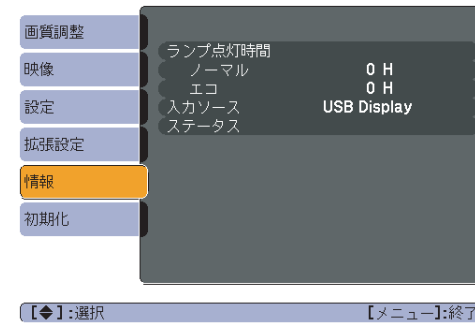 画質調整
映像
設定
拡張設定
情報
初期化
ランプ点灯時間
ノーマル 0 H
エコ 0 H
入力ソース USB Display
ステータス
【◆】:選択 【メニュー】:終了